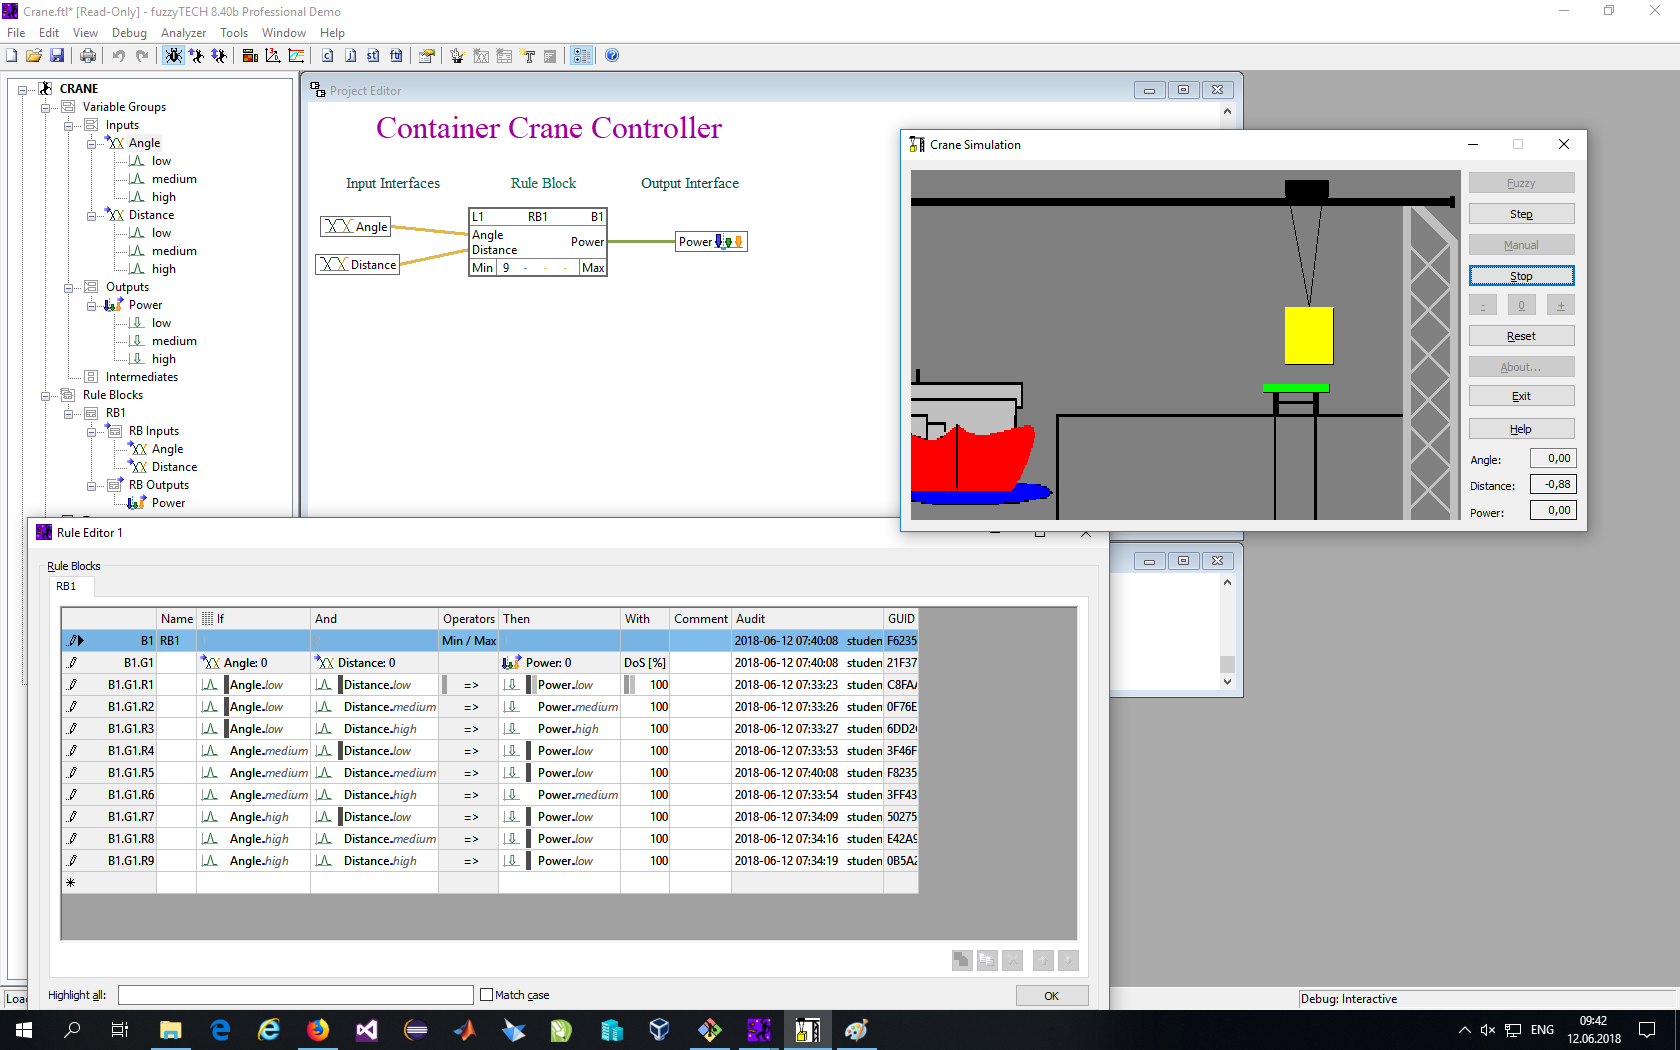 Crane.ftl* [Read-Only] - fuzzyTECH 8.40b Professional Demo
File Edit View Debug Analyzer Tools Window Help
CRANE
Variable Groups
Inputs
Angle
low
medium
high
Distance
low
medium
high
Outputs
Power
low
medium
high
Intermediates
Rule Blocks
RB1
RB Inputs
Angle
Distance
RB Outputs
Power
Project Editor
Container Crane Controller
Input Interfaces Rule Block Output Interface
L1 RB1 B1
Angle
Distance
Angle
Distance
Power
Min 9 - - - Max
Power
Crane Simulation
Fuzzy
Step
Manual
Stop
- 0 +
Reset
About...
Exit
Help
Angle: 0,00
Distance: -0,88
Power: 0,00
Rule Editor 1
Rule Blocks
RB1
Name If And Operators Then With Comment Audit GUID
B1 RB1 Min / Max 2018-06-12 07:40:08 studen F6235
B1.G1 Angle: 0 Distance: 0 Power: 0 DoS [%] 2018-06-12 07:40:08 studen 21F37
B1.G1.R1 Angle.low Distance.low => Power.low 100 2018-06-12 07:33:23 studen C8FA
B1.G1.R2 Angle.low Distance.medium => Power.medium 100 2018-06-12 07:33:26 studen 0F76E
B1.G1.R3 Angle.low Distance.high => Power.high 100 2018-06-12 07:33:27 studen 6DD2
B1.G1.R4 Angle.medium Distance.low => Power.low 100 2018-06-12 07:33:53 studen 3F46F
B1.G1.R5 Angle.medium Distance.medium => Power.low 100 2018-06-12 07:40:08 studen F8235
B1.G1.R6 Angle.medium Distance.high => Power.medium 100 2018-06-12 07:33:54 studen 3FF43
B1.G1.R7 Angle.high Distance.low => Power.low 100 2018-06-12 07:34:09 studen 50275
B1.G1.R8 Angle.high Distance.medium => Power.low 100 2018-06-12 07:34:16 studen E42A9
B1.G1.R9 Angle.high Distance.high => Power.low 100 2018-06-12 07:34:19 studen 0B5A2
Highlight all: Match case OK
Loa Debug: Interactive
ENG 09:42
12.06.2018